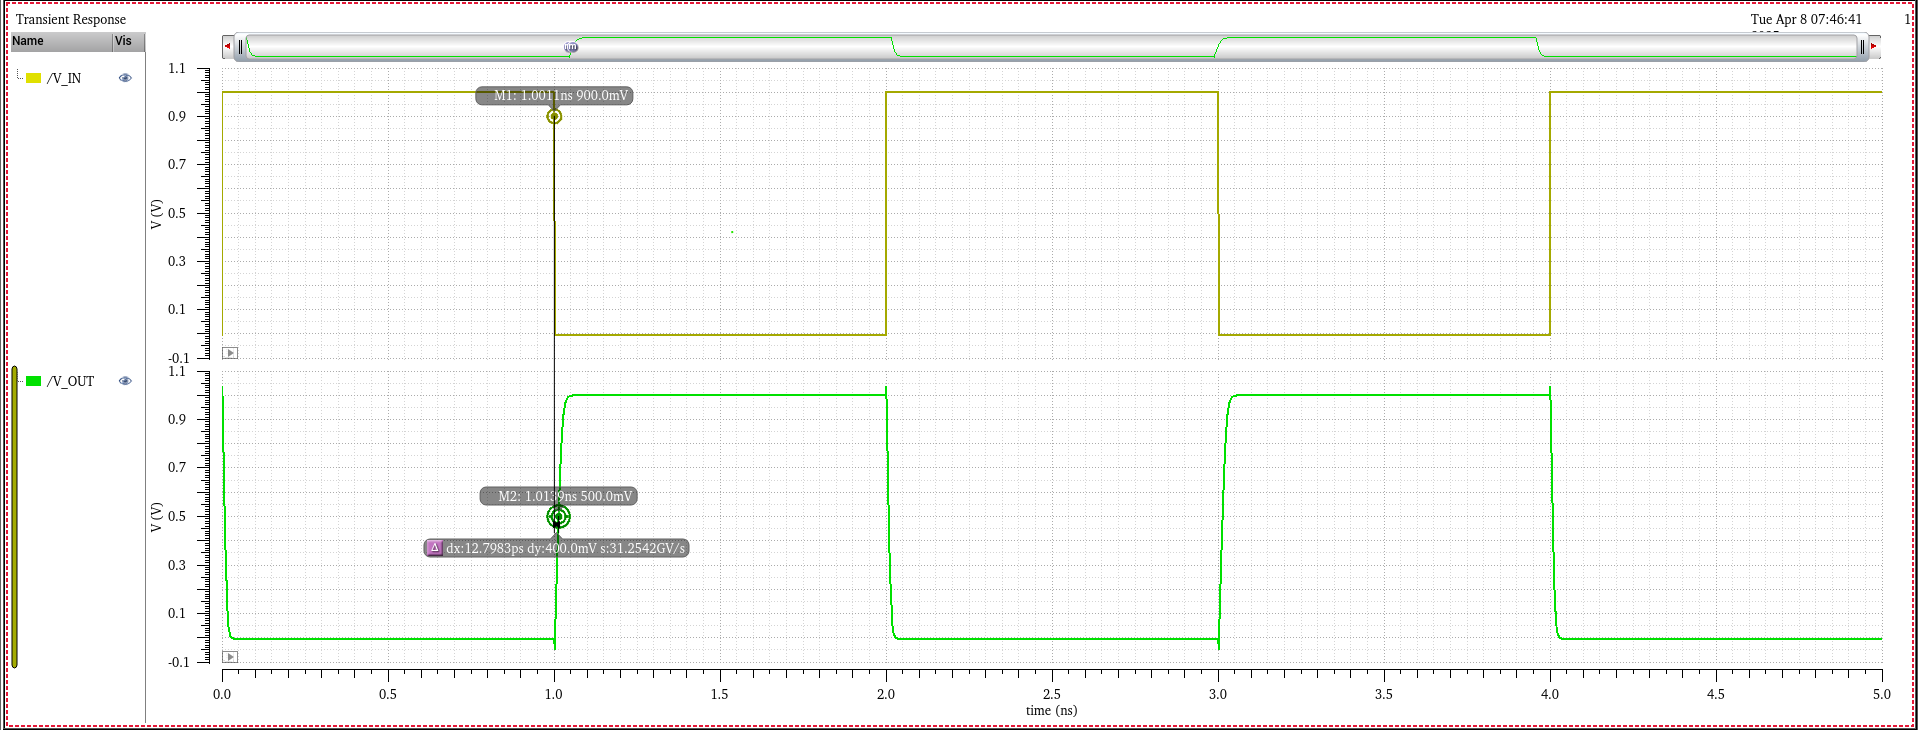 Transient Response
Tue Apr 8 07:46:41 1
Name Vis
/V_IN
1.1
0.9
0.7
0.5
0.3
0.1
-0.1
V (V)
M1: 1.0011ns 900.0mV
/V_OUT
1.1
0.9
0.7
0.5
0.3
0.1
-0.1
V (V)
M2: 1.0139ns 500.0mV
Δ dx:12.7983ps dy:400.0mV s:31.2542GV/s
0.0 0.5 1.0 1.5 2.0 2.5 3.0 3.5 4.0 4.5 5.0
time (ns)